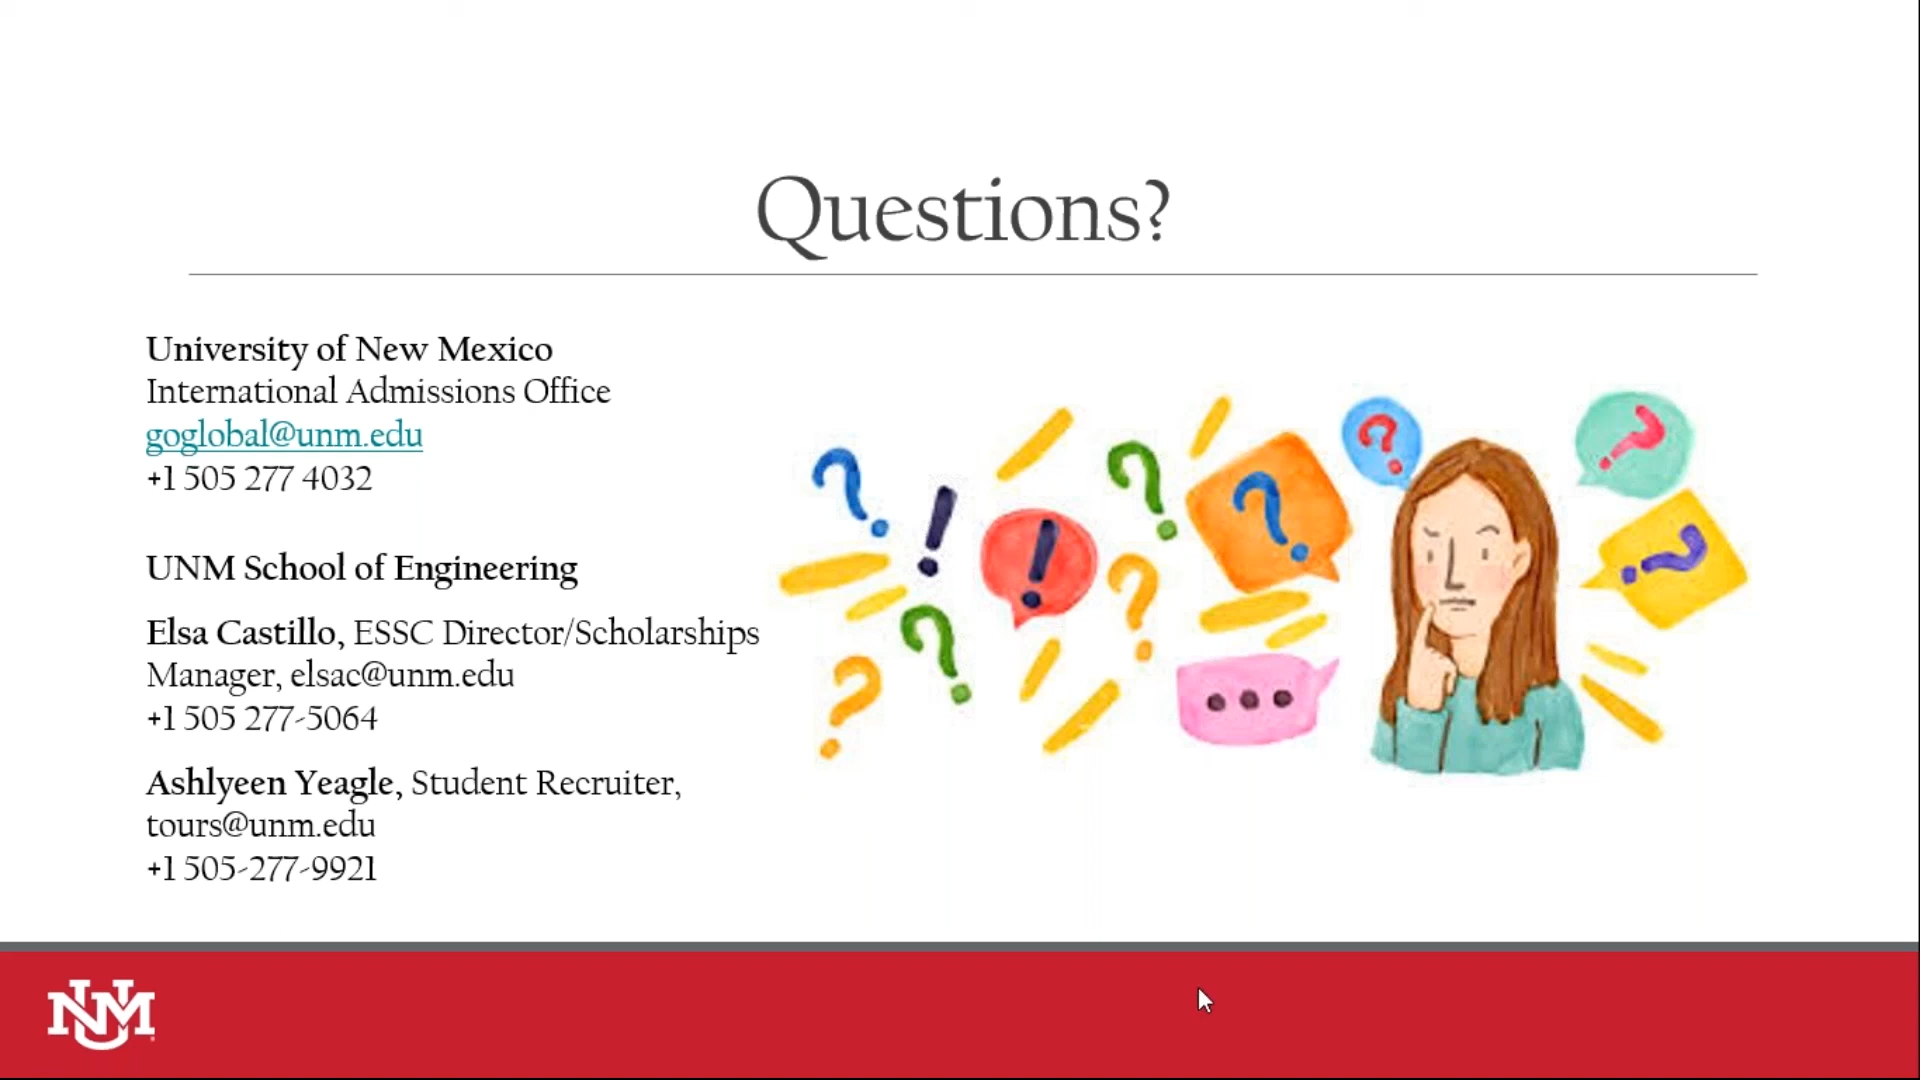 Questions?
University of New Mexico
International Admissions Office
goglobal@unm.edu
+1 505 277 4032
UNM School of Engineering
Elsa Castillo, ESSC Director/Scholarships
Manager, elsac@unm.edu
+1 505 277-5064
Ashlyeen Yeagle, Student Recruiter,
tours@unm.edu
+1 505-277-9921
UNM